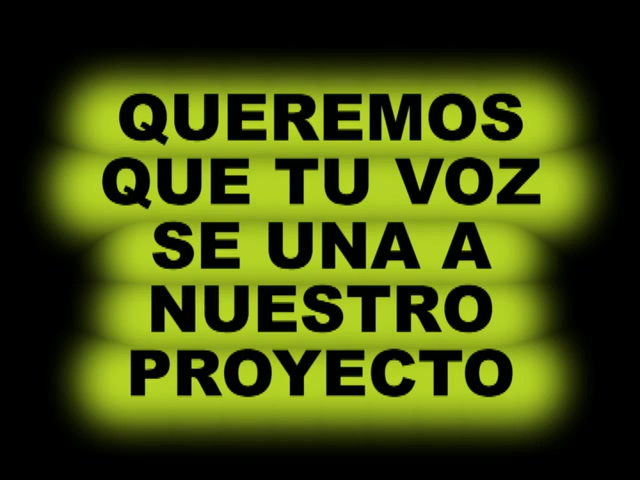 QUEREMOS
QUE TU VOZ
SE UNA A
NUESTRO
PROYECTO